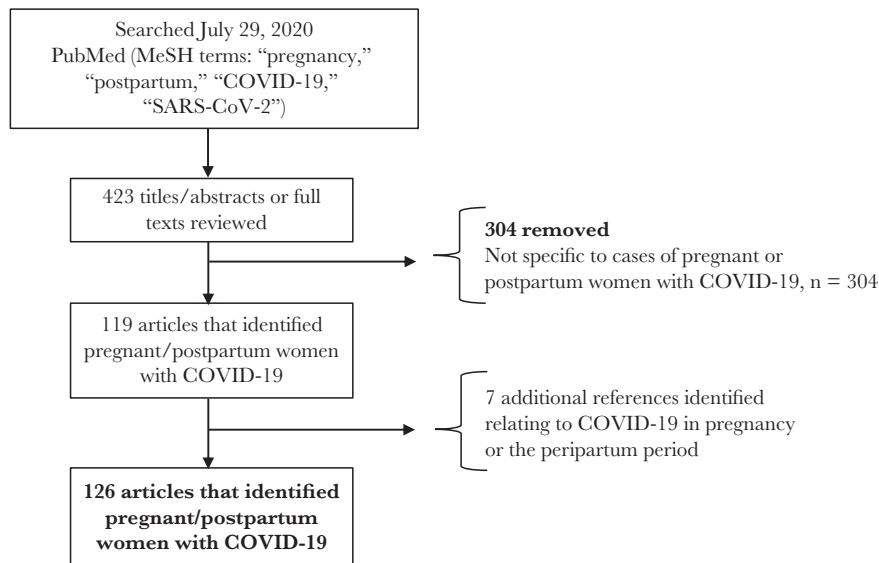 Searched July 29, 2020
PubMed (MeSH terms: “pregnancy,”
“postpartum,” “COVID-19,”
“SARS-CoV-2”)
423 titles/abstracts or full
texts reviewed
304 removed
Not specific to cases of pregnant or
postpartum women with COVID-19, n = 304
119 articles that identified
pregnant/postpartum women
with COVID-19
7 additional references identified
relating to COVID-19 in pregnancy
or the peripartum period
126 articles that identified
pregnant/postpartum
women with COVID-19